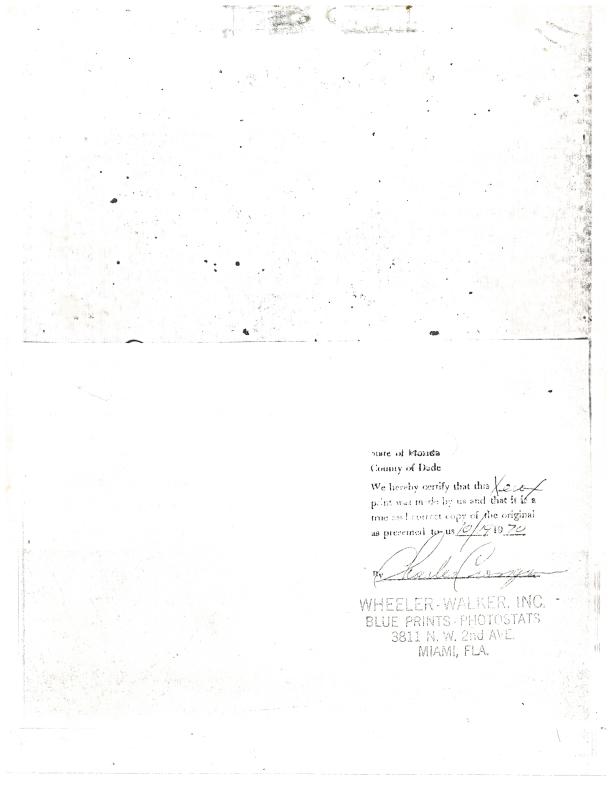 State of Florida
County of Dade
We hereby certify that this Xerox
print was made by us and that it is a
true and correct copy of the original
as presented to us 10/19 1970
By Charles
WHEELER-WALKER, INC.
BLUE PRINTS-PHOTOSTATS
3811 N. W. 2nd AVE.
MIAMI, FLA.